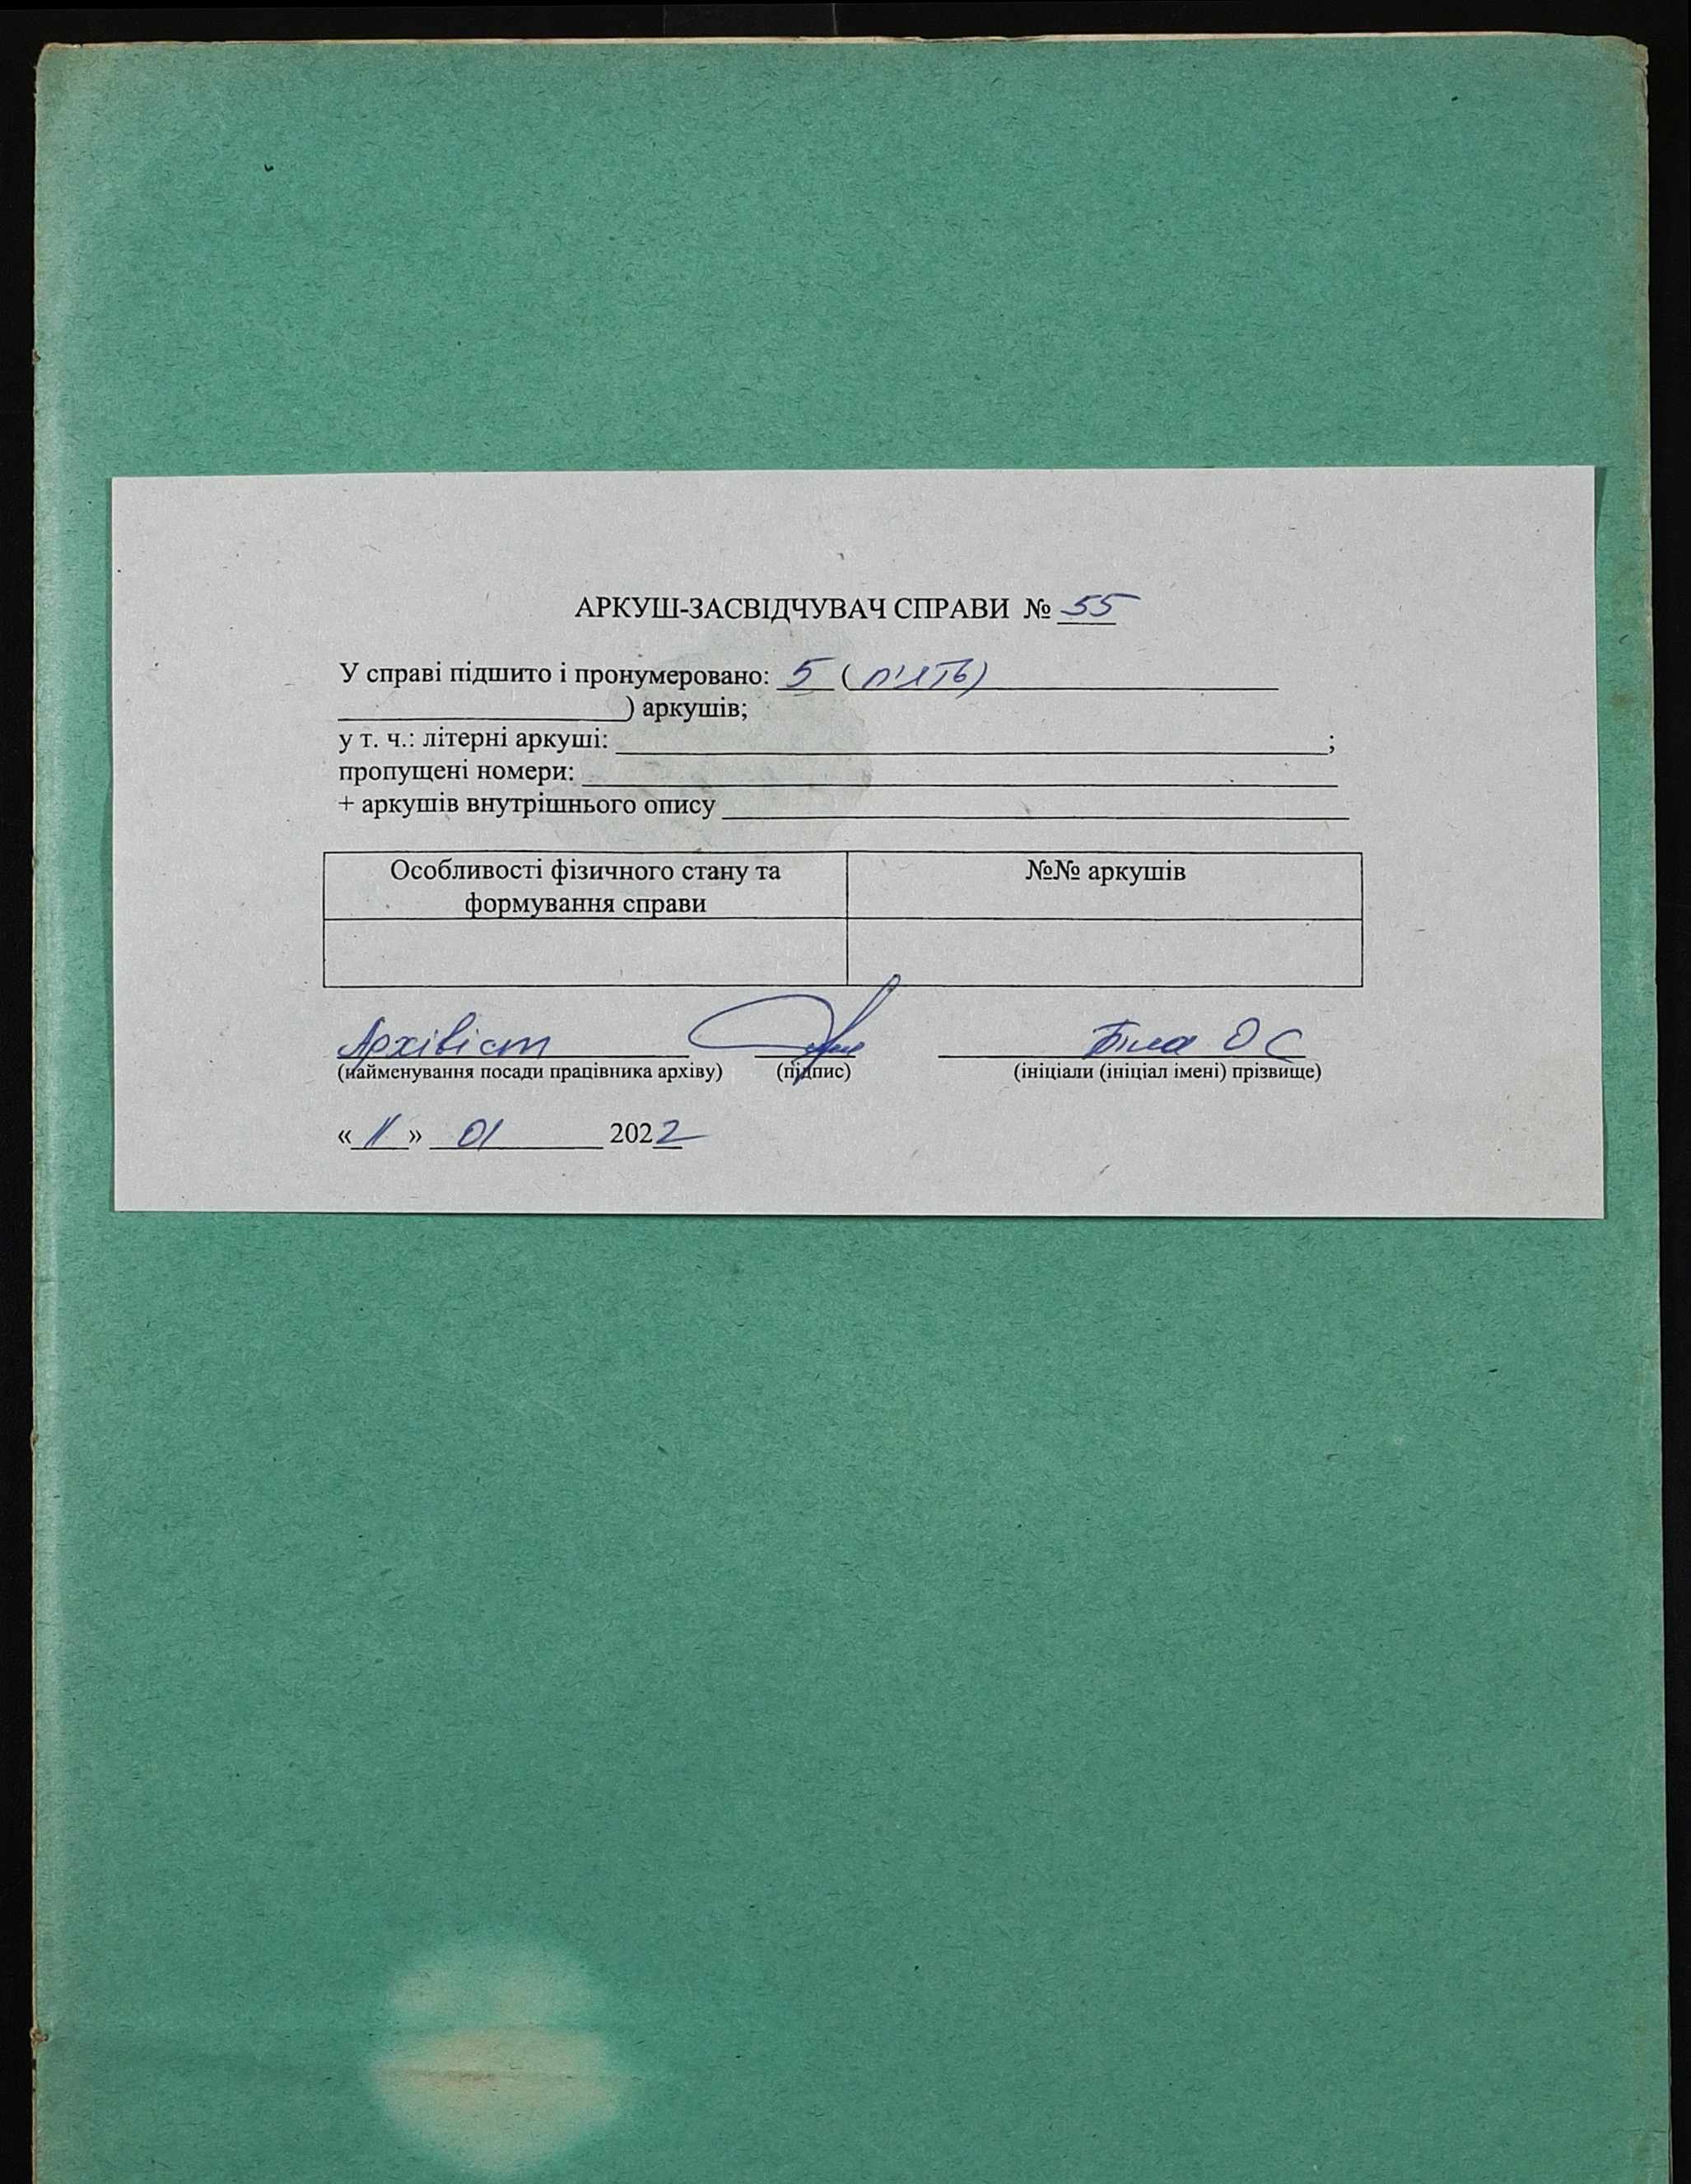 АРКУШ-ЗАСВІДЧУВАЧ СПРАВИ № 55
У справі підшито і пронумеровано: 5 ( п'ять)
) аркушів;
у т. ч.: літерні аркуші: ;
пропущені номери:
+ аркушів внутрішнього опису
Особливості фізичного стану та №№ аркушів
формування справи
Архівіст Біла О С
(найменування посади працівника архіву) (підпис) (ініціали (ініціал імені) прізвище)
« 11 » 01 2022